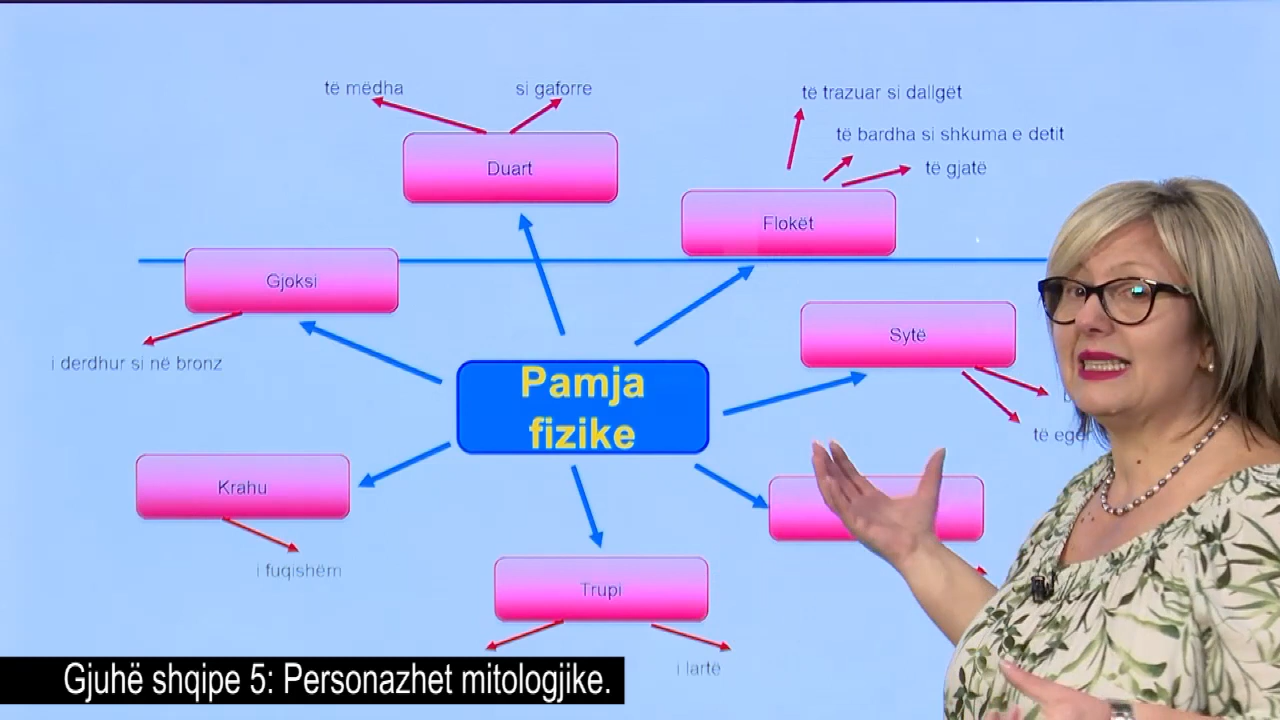 të mëdha
si gaforre
të trazuar si dallgët
të bardha si shkuma e detit
të gjatë
Duart
Flokët
Gjoksi
Sytë
i derdhur si në bronz
Pamja
fizike
të egër
Krahu
i fuqishëm
Trupi
i lartë
Gjuhë shqipe 5: Personazhet mitologjike.